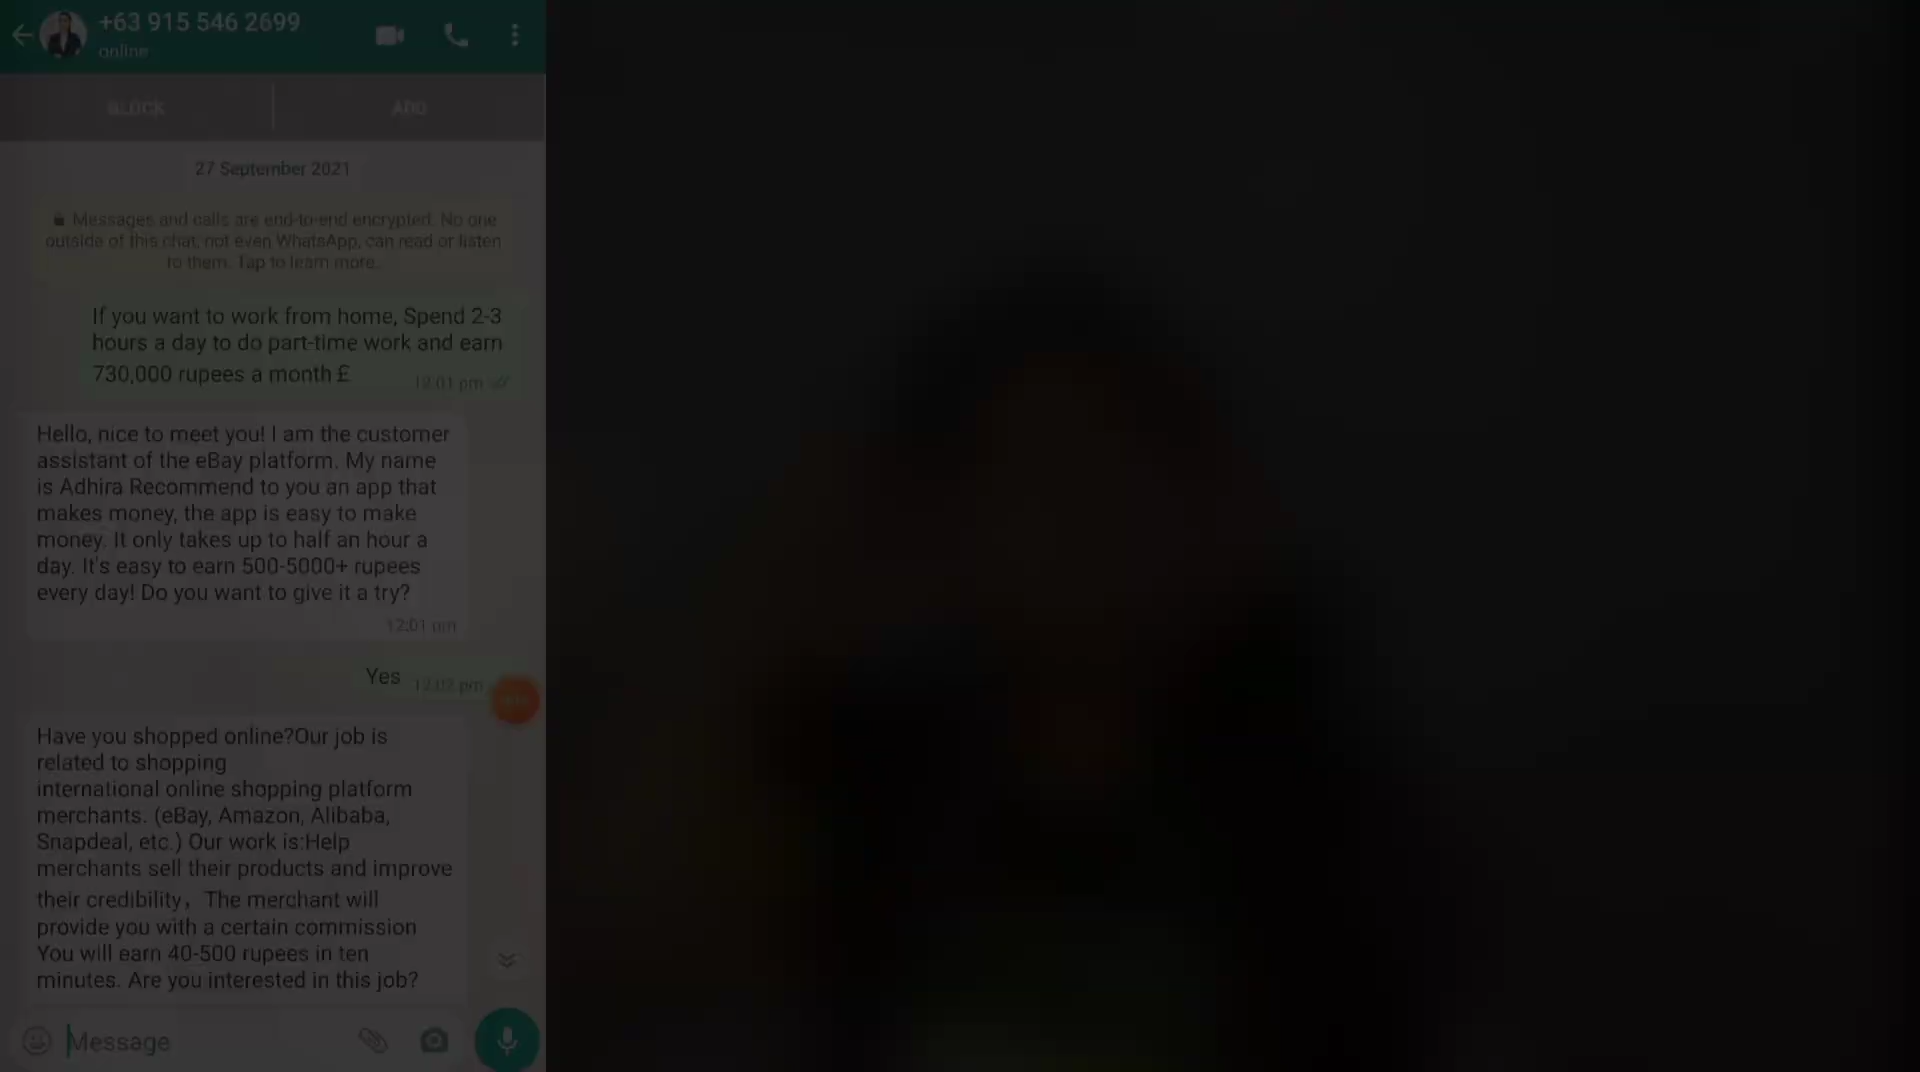 +63 915 546 2699
online
BLOCK
ADD
27 September 2021
Messages and calls are end-to-end encrypted. No one
outside of this chat, not even WhatsApp, can read or listen
to them. Tap to learn more.
If you want to work from home, Spend 2-3
hours a day to do part-time work and earn
730,000 rupees a month £
12:01 pm
Hello, nice to meet you! I am the customer
assistant of the eBay platform. My name
is Adhira Recommend to you an app that
makes money, the app is easy to make
money. It only takes up to half an hour a
day. It's easy to earn 500-5000+ rupees
every day! Do you want to give it a try?
12:01 pm
Yes
12:02 pm
Have you shopped online?Our job is
related to shopping
international online shopping platform
merchants. (eBay, Amazon, Alibaba,
Snapdeal, etc.) Our work is:Help
merchants sell their products and improve
their credibility，The merchant will
provide you with a certain commission
You will earn 40-500 rupees in ten
minutes. Are you interested in this job?
Message